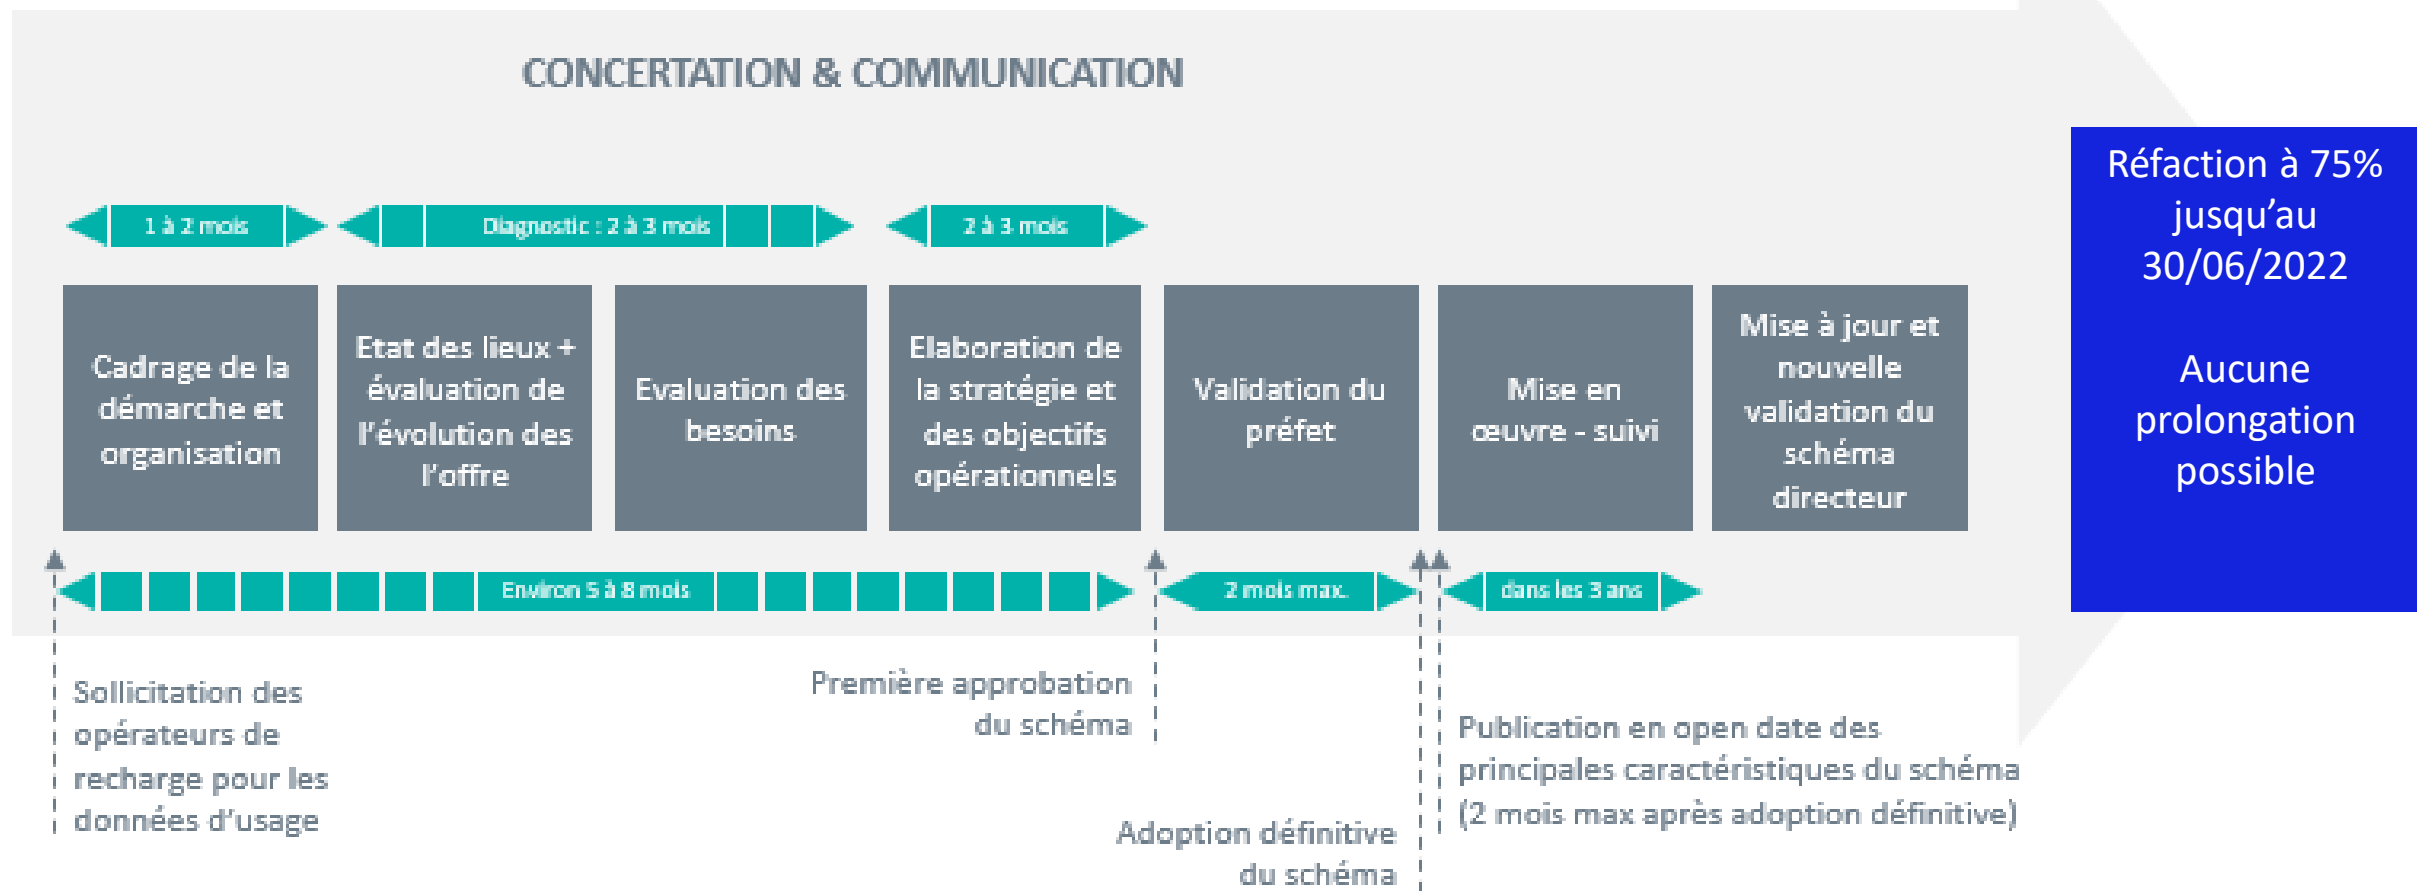 CONCERTATION & COMMUNICATION
1 à 2 mois
Diagnostic : 2 à 3 mois
2 à 3 mois
Cadrage de la
démarche et
organisation
Etat des lieux +
évaluation de
l'évolution des
l'offre
Evaluation des
besoins
Elaboration de
la stratégie et
des objectifs
opérationnels
Validation du
préfet
Mise en
œuvre - suivi
Mise à jour et
nouvelle
validation du
schéma
directeur
Réfaction à 75%
jusqu'au
30/06/2022
Aucune
prolongation
possible
Environ 5 à 8 mois
2 mois max.
dans les 3 ans
Sollicitation des
opérateurs de
recharge pour les
données d'usage
Première approbation
du schéma
Adoption définitive
du schéma
Publication en open date des
principales caractéristiques du schéma
(2 mois max après adoption définitive)